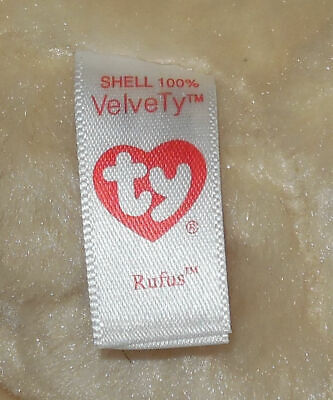 SHELL 100%
VelveTy™
ty®
Rufus™